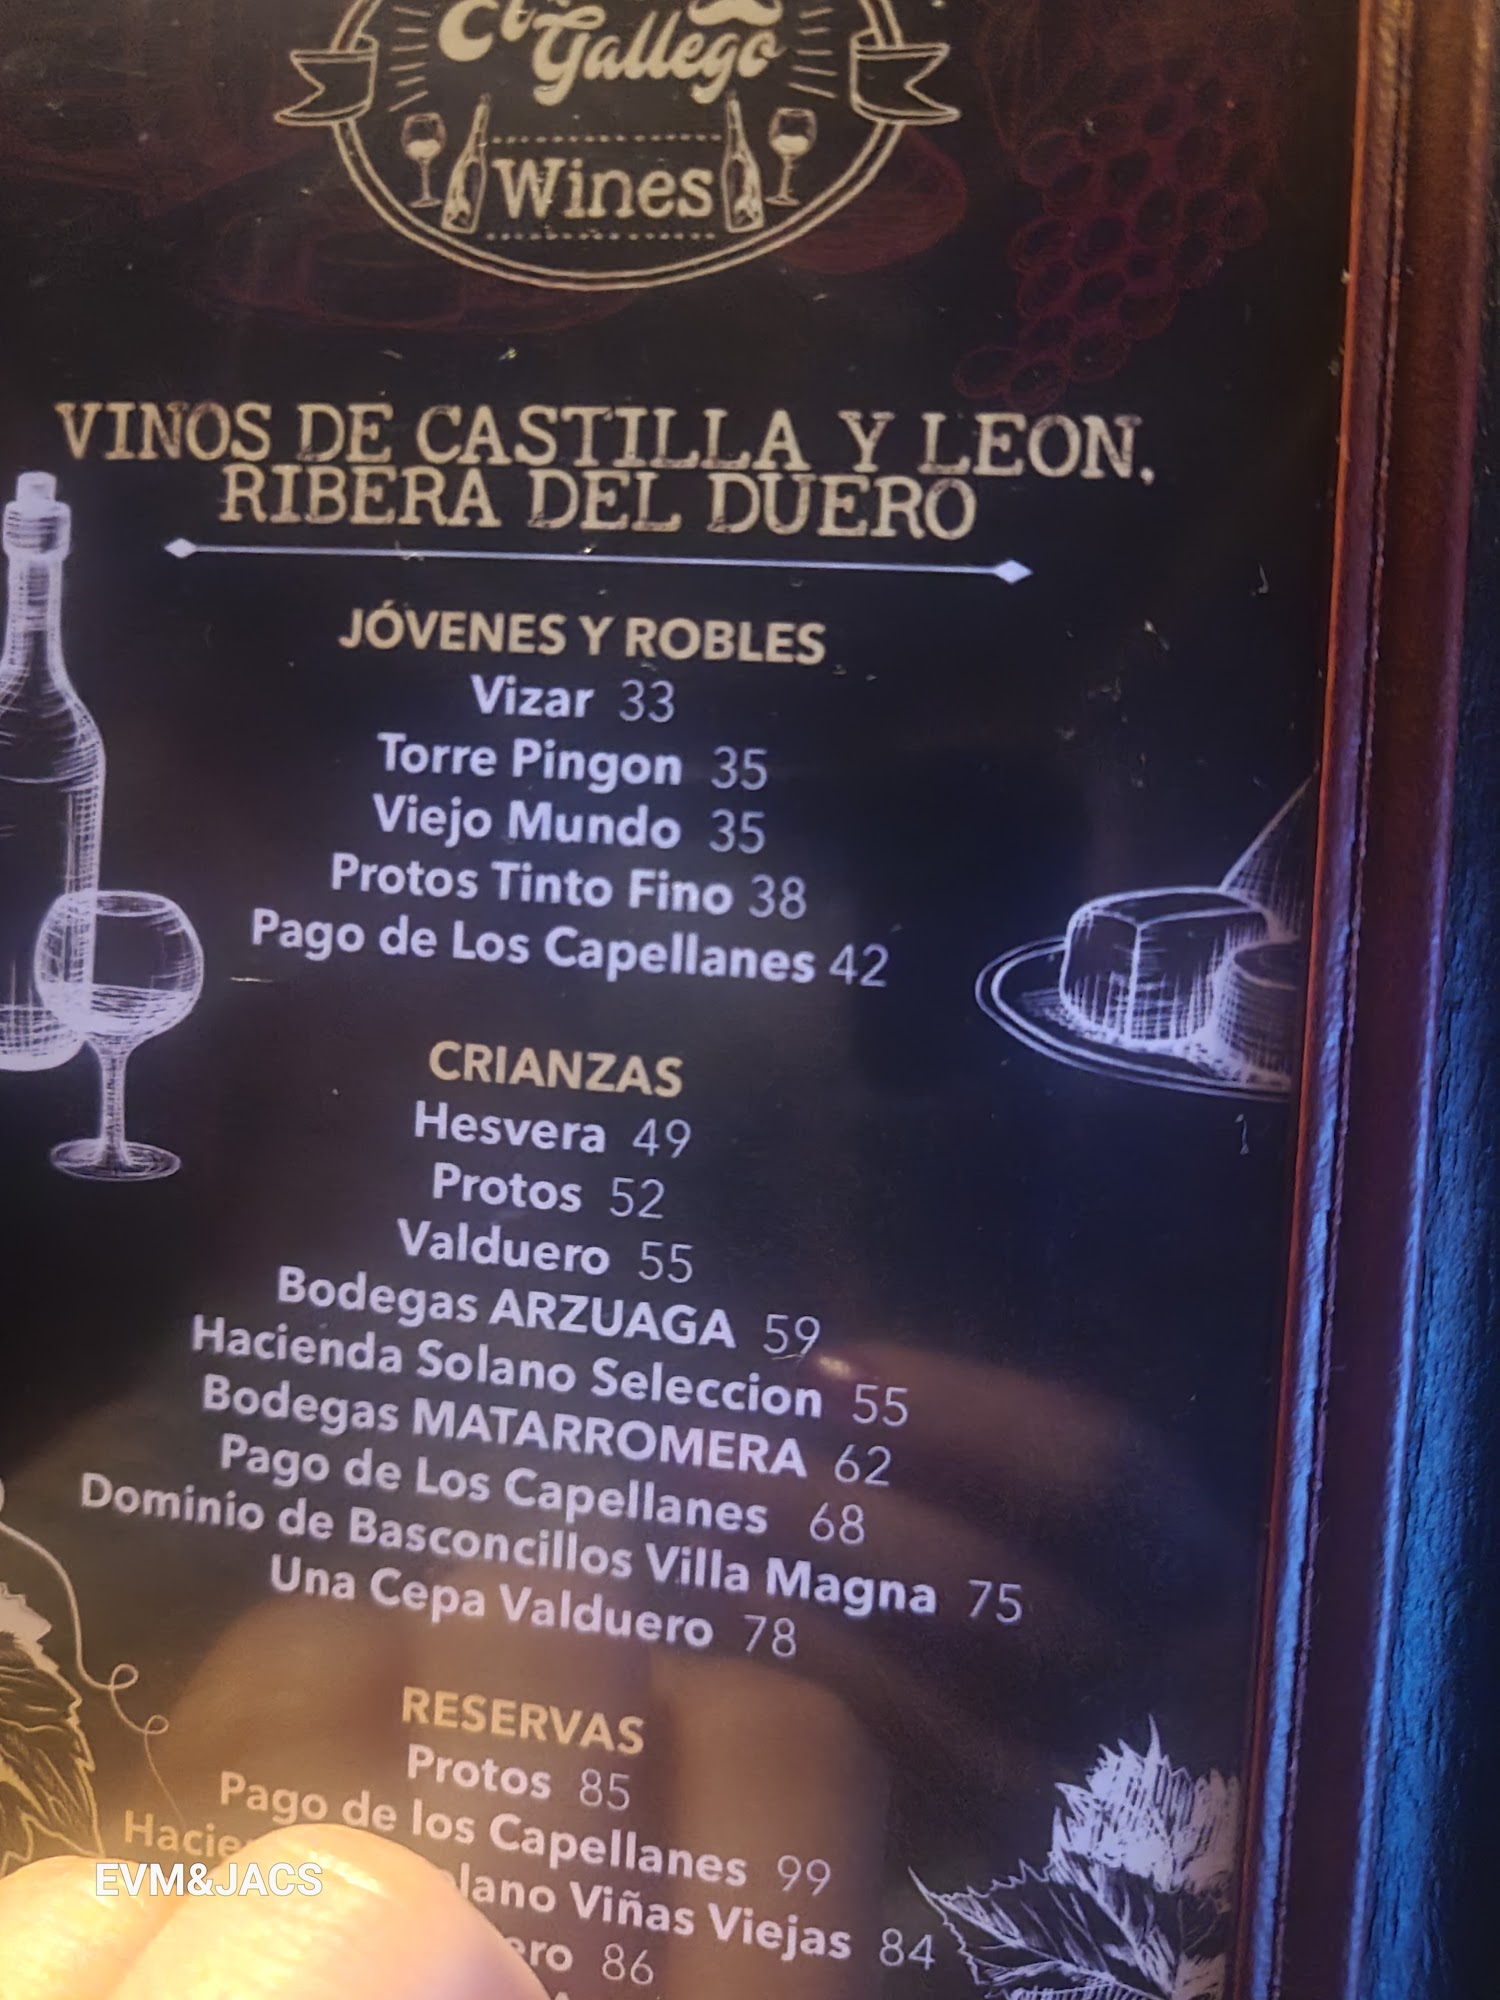 Gallego
Wines
VINOS DE CASTILLA Y LEON,
RIBERA DEL DUERO
JÓVENES Y ROBLES
Vizar 33
Torre Pingon 35
Viejo Mundo 35
Protos Tinto Fino 38
Pago de Los Capellanes 42
CRIANZAS
Hesvera 49
Protos 52
Valduero 55
Bodegas ARZUAGA 59
Hacienda Solano Seleccion 55
Bodegas MATARROMERA 62
Pago de Los Capellanes 68
Dominio de Basconcillos Villa Magna 75
Una Cepa Valduero 78
RESERVAS
Protos 85
Pago de los Capellanes 99
Viñas Viejas 84
86
EVM&JACS